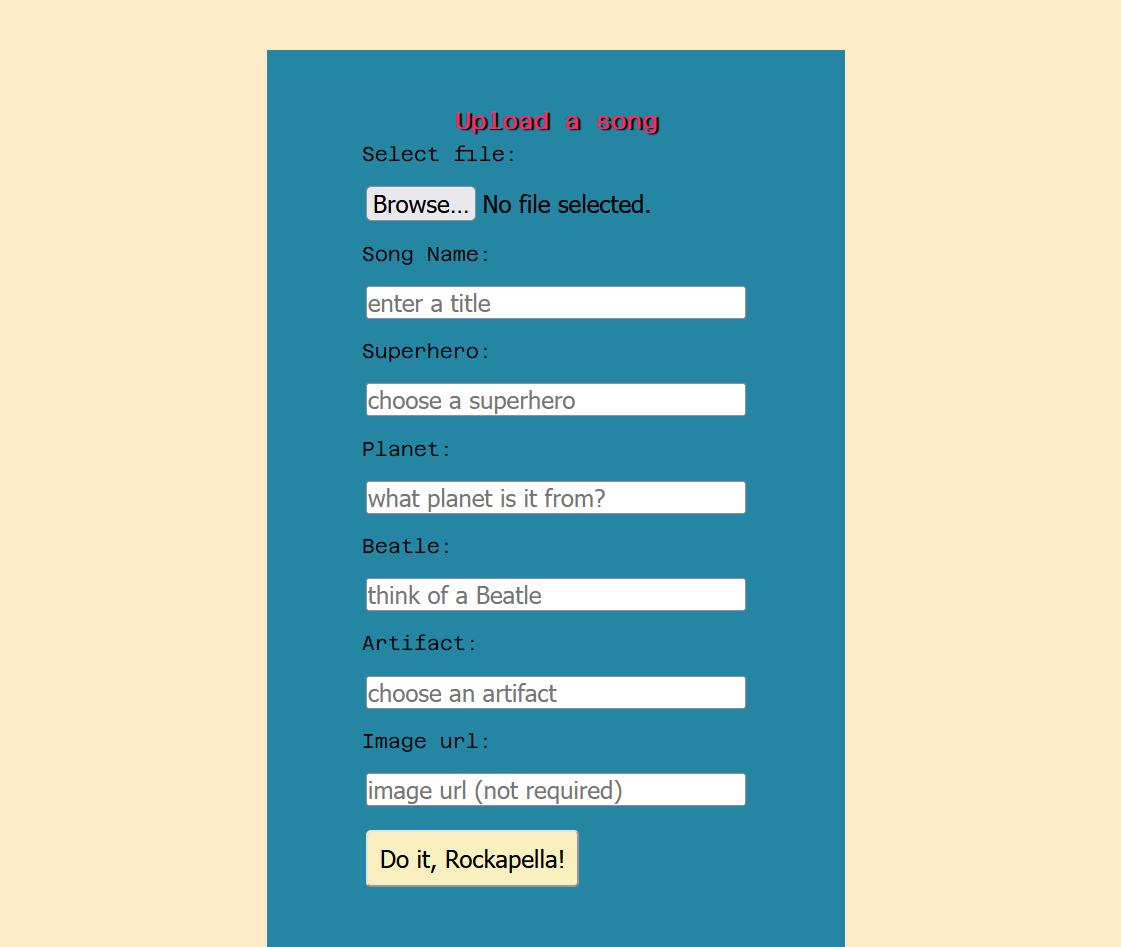 Upload a song
Select file:
Browse... No file selected.
Song Name:
enter a title
Superhero:
choose a superhero
Planet:
what planet is it from?
Beatle:
think of a Beatle
Artifact:
choose an artifact
Image url:
image url (not required)
Do it, Rockapella!